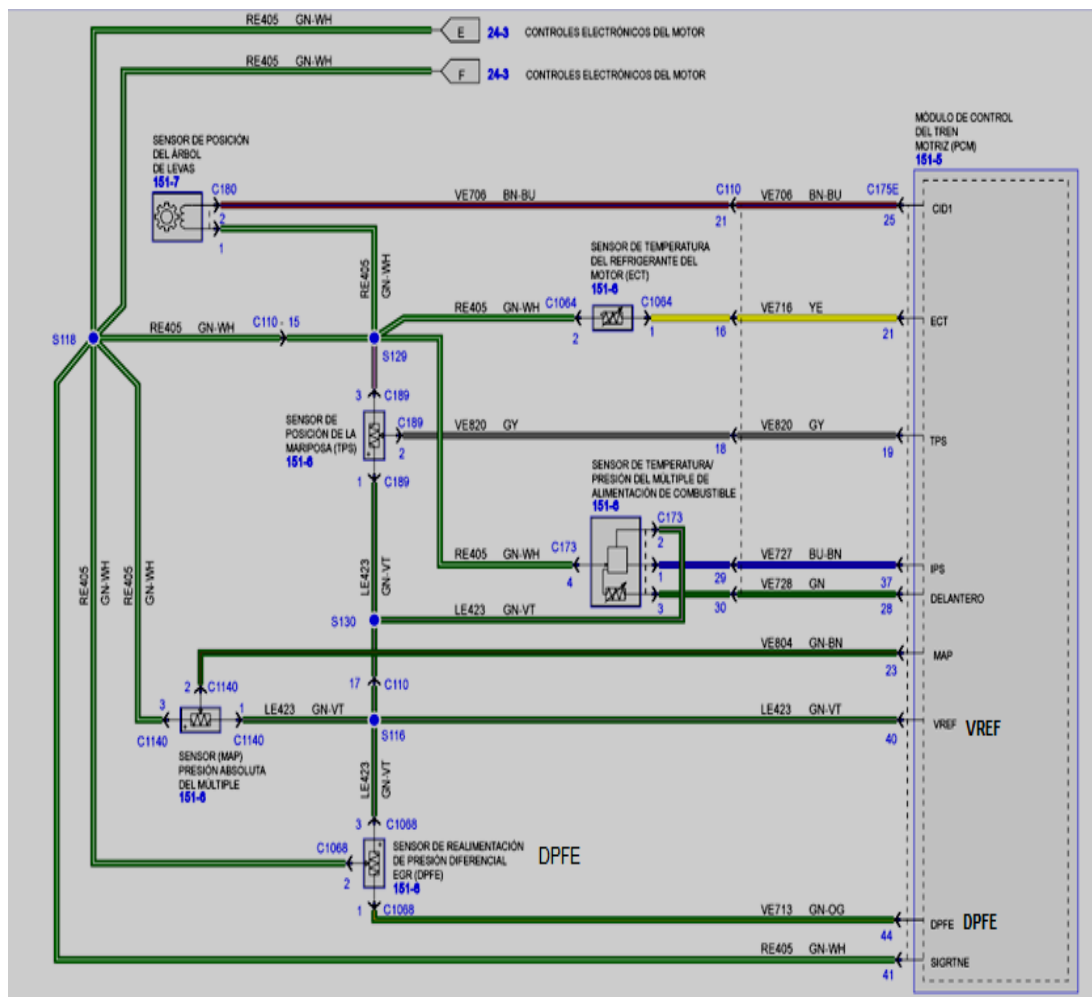 RE405 GN-WH
E 24-3 CONTROLES ELECTRÓNICOS DEL MOTOR
RE405 GN-WH
F 24-3 CONTROLES ELECTRÓNICOS DEL MOTOR
MÓDULO DE CONTROL
DEL TREN
MOTRIZ (PCM)
151-5
SENSOR DE POSICIÓN
DEL ÁRBOL
DE LEVAS
151-7
C180
VE706 BN-BU
C110
VE706 BN-BU
C175E
2
21
25
CID1
1
RE405
GN-WH
SENSOR DE TEMPERATURA
DEL REFRIGERANTE DEL
MOTOR (ECT)
151-6
RE405 GN-WH
C1064
C1064
VE716 YE
2
1
16
21
ECT
S118
RE405 GN-WH
C110 - 15
S129
3
C189
SENSOR DE
POSICIÓN DE LA
MARIPOSA (TPS)
151-6
C189
VE820 GY
VE820 GY
2
18
19
TPS
1
C189
SENSOR DE TEMPERATURA/
PRESIÓN DEL MÚLTIPLE DE
ALIMENTACIÓN DE COMBUSTIBLE
151-6
C173
2
RE405 GN-WH
C173
4
1
29
VE727 BU-BN
37
IPS
3
30
VE728 GN
28
DELANTERO
LE423
GN-VT
RE405
GN-WH
RE405
GN-WH
S130
LE423 GN-VT
VE804 GN-BN
23
MAP
2
C1140
17
C110
3
C1140
1
C1140
LE423 GN-VT
S116
LE423 GN-VT
40
VREF VREF
SENSOR (MAP)
PRESIÓN ABSOLUTA
DEL MÚLTIPLE
151-6
LE423
GN-VT
3
C1068
C1068
2
SENSOR DE REALIMENTACIÓN
DE PRESIÓN DIFERENCIAL
EGR (DPFE)
151-6
DPFE
1
C1068
VE713 GN-OG
44
DPFE DPFE
RE405 GN-WH
41
SIGRTNE